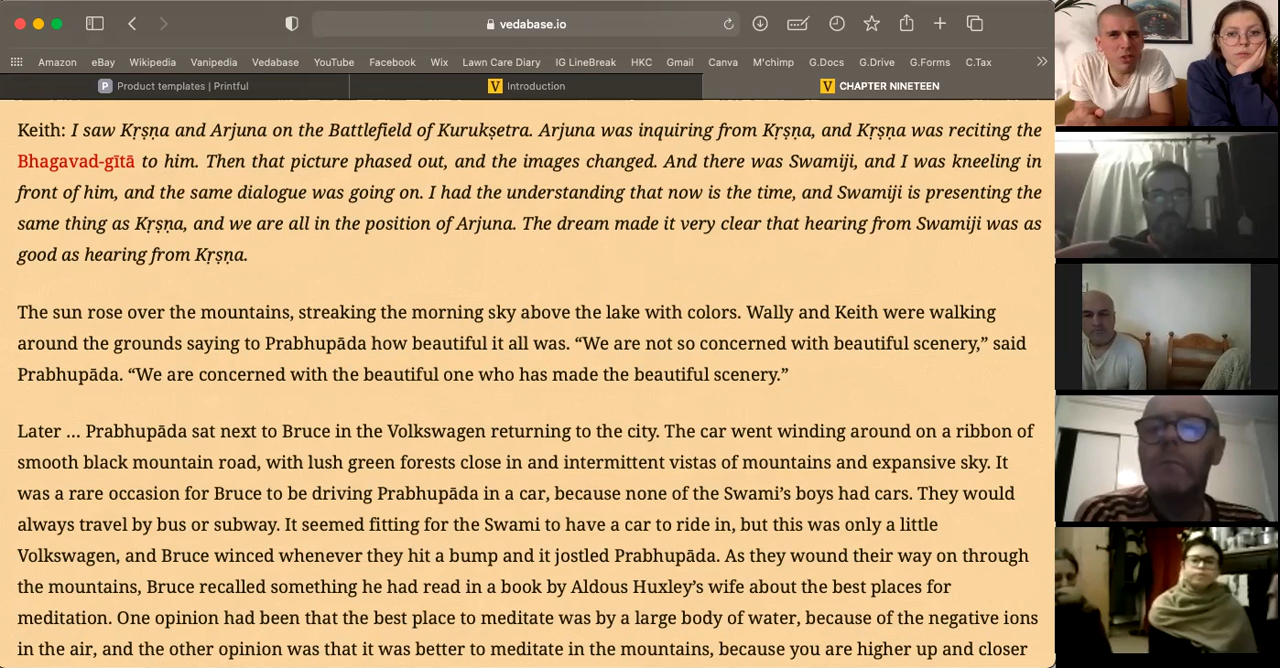 vedabase.io
Amazon eBay Wikipedia Vanipedia Vedabase YouTube Facebook Wix Lawn Care Diary IG LineBreak HKC Gmail Canva M'chimp G.Docs G.Drive G.Forms C.Tax
P Product templates | Printful V Introduction V CHAPTER NINETEEN
Keith: I saw Kṛṣṇa and Arjuna on the Battlefield of Kurukṣetra. Arjuna was inquiring from Kṛṣṇa, and Kṛṣṇa was reciting the
Bhagavad-gītā to him. Then that picture phased out, and the images changed. And there was Swamiji, and I was kneeling in
front of him, and the same dialogue was going on. I had the understanding that now is the time, and Swamiji is presenting the
same thing as Kṛṣṇa, and we are all in the position of Arjuna. The dream made it very clear that hearing from Swamiji was as
good as hearing from Kṛṣṇa.
The sun rose over the mountains, streaking the morning sky above the lake with colors. Wally and Keith were walking
around the grounds saying to Prabhupāda how beautiful it all was. “We are not so concerned with beautiful scenery,” said
Prabhupāda. “We are concerned with the beautiful one who has made the beautiful scenery.”
Later … Prabhupāda sat next to Bruce in the Volkswagen returning to the city. The car went winding around on a ribbon of
smooth black mountain road, with lush green forests close in and intermittent vistas of mountains and expansive sky. It
was a rare occasion for Bruce to be driving Prabhupāda in a car, because none of the Swami’s boys had cars. They would
always travel by bus or subway. It seemed fitting for the Swami to have a car to ride in, but this was only a little
Volkswagen, and Bruce winced whenever they hit a bump and it jostled Prabhupāda. As they wound their way on through
the mountains, Bruce recalled something he had read in a book by Aldous Huxley’s wife about the best places for
meditation. One opinion had been that the best place to meditate was by a large body of water, because of the negative ions
in the air, and the other opinion was that it was better to meditate in the mountains, because you are higher up and closer